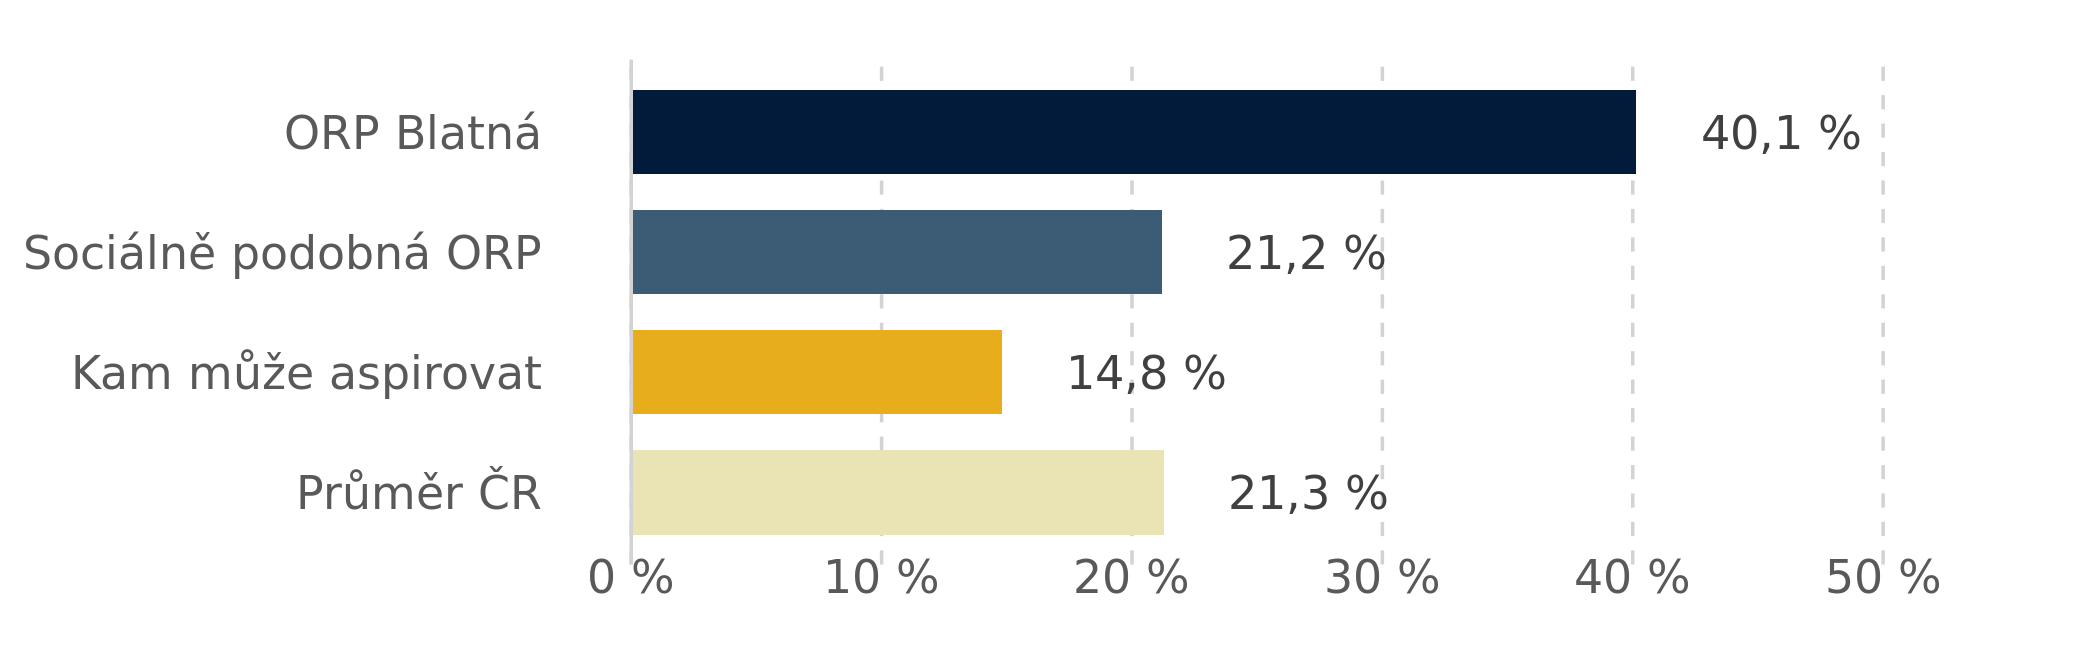 ORP Blatná 40,1 %
Sociálně podobná ORP 21,2 %
Kam může aspirovat 14,8 %
Průměr ČR 21,3 %
0 % 10 % 20 % 30 % 40 % 50 %